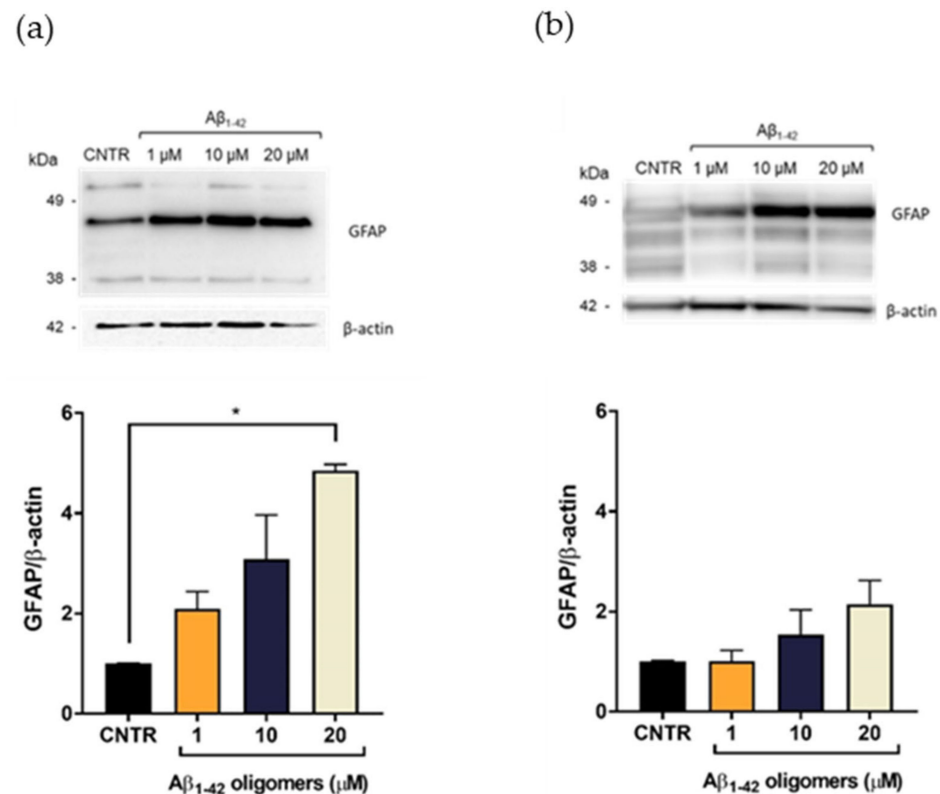 (a)
Aβ1-42
kDa CNTR 1 μM 10 μM 20 μM
49 -
GFAP
38 -
42 - β-actin
6
*
4
2
0
GFAP/β-actin
CNTR 1 10 20
Aβ1-42 oligomers (μM)
(b)
Aβ1-42
kDa CNTR 1 μM 10 μM 20 μM
49 - GFAP
38 -
42 - β-actin
6
4
2
0
GFAP/β-actin
CNTR 1 10 20
Aβ1-42 oligomers (μM)